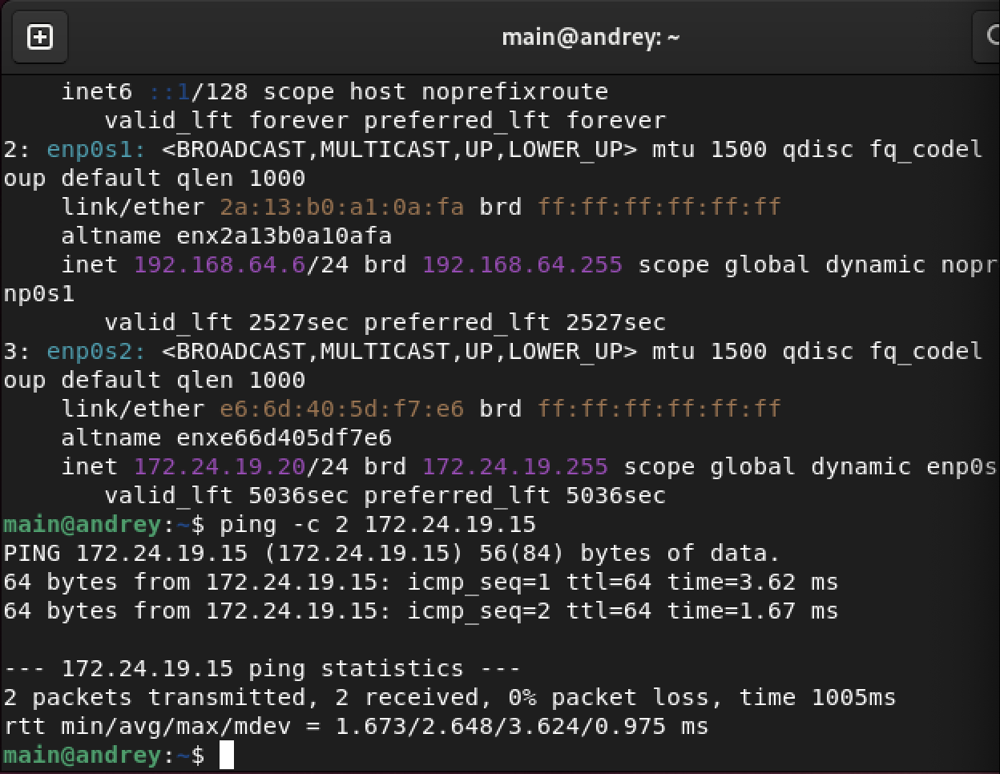 main@andrey: ~
    inet6 ::1/128 scope host noprefixroute
       valid_lft forever preferred_lft forever
2: enp0s1: <BROADCAST,MULTICAST,UP,LOWER_UP> mtu 1500 qdisc fq_codel
oup default qlen 1000
    link/ether 2a:13:b0:a1:0a:fa brd ff:ff:ff:ff:ff:ff
    altname enx2a13b0a10afa
    inet 192.168.64.6/24 brd 192.168.64.255 scope global dynamic nopr
np0s1
       valid_lft 2527sec preferred_lft 2527sec
3: enp0s2: <BROADCAST,MULTICAST,UP,LOWER_UP> mtu 1500 qdisc fq_codel
oup default qlen 1000
    link/ether e6:6d:40:5d:f7:e6 brd ff:ff:ff:ff:ff:ff
    altname enxe66d405df7e6
    inet 172.24.19.20/24 brd 172.24.19.255 scope global dynamic enp0s
       valid_lft 5036sec preferred_lft 5036sec
main@andrey:~$ ping -c 2 172.24.19.15
PING 172.24.19.15 (172.24.19.15) 56(84) bytes of data.
64 bytes from 172.24.19.15: icmp_seq=1 ttl=64 time=3.62 ms
64 bytes from 172.24.19.15: icmp_seq=2 ttl=64 time=1.67 ms

--- 172.24.19.15 ping statistics ---
2 packets transmitted, 2 received, 0% packet loss, time 1005ms
rtt min/avg/max/mdev = 1.673/2.648/3.624/0.975 ms
main@andrey:~$